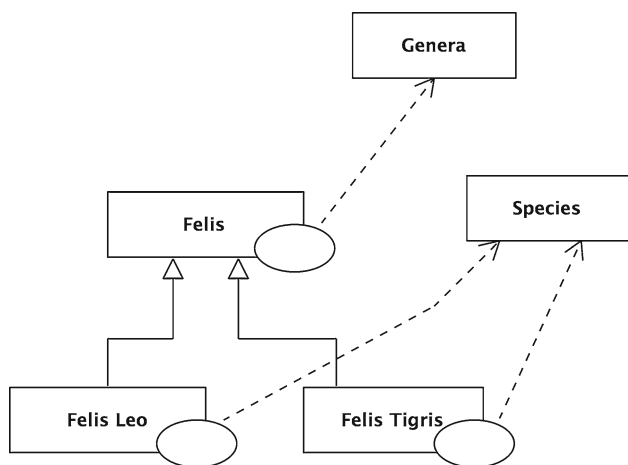 Genera
Species
Felis
Felis Leo
Felis Tigris